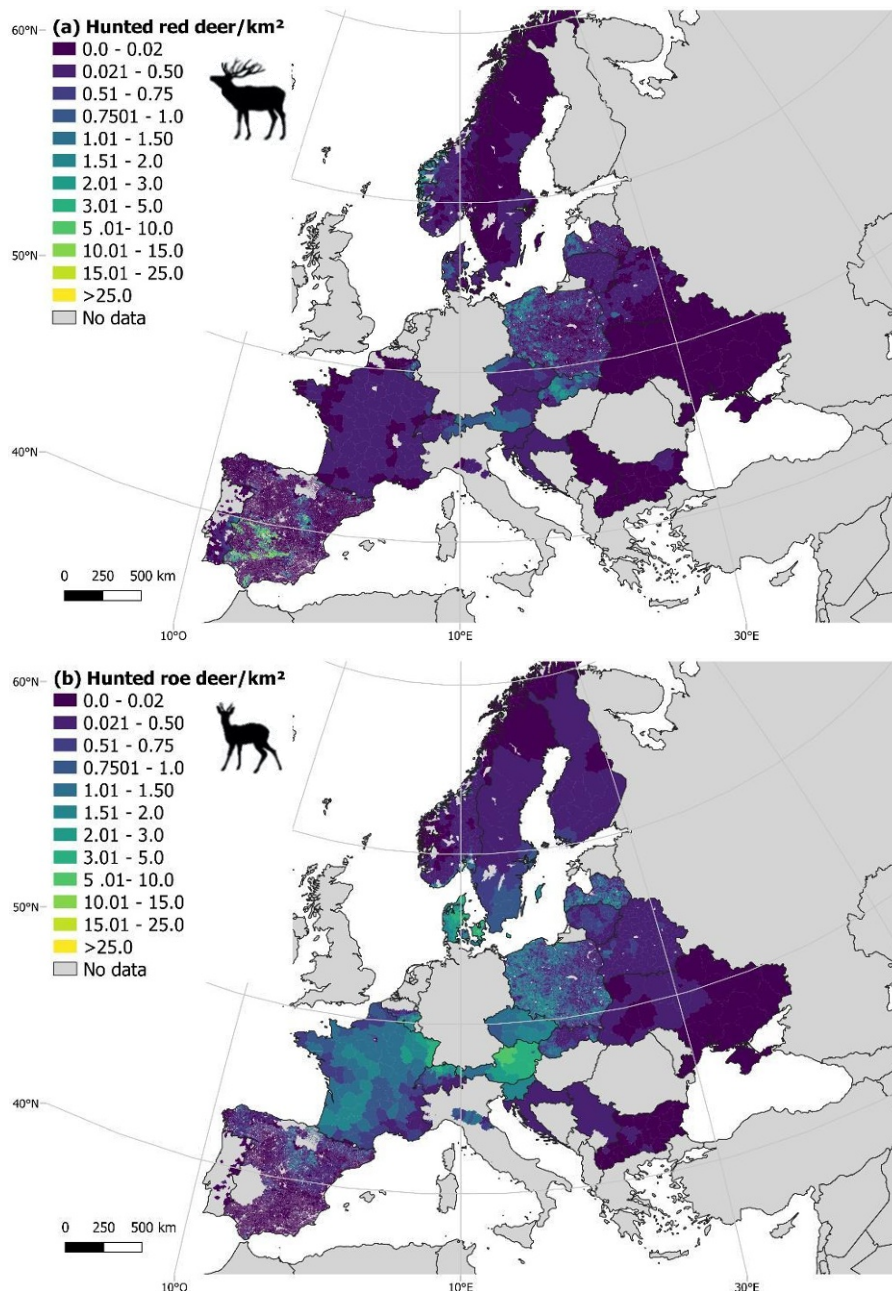 (a) Hunted red deer/km²
0.0 - 0.02
0.021 - 0.50
0.51 - 0.75
0.7501 - 1.0
1.01 - 1.50
1.51 - 2.0
2.01 - 3.0
3.01 - 5.0
5 .01- 10.0
10.01 - 15.0
15.01 - 25.0
>25.0
No data
60°N
50°N
40°N
0 250 500 km
10°O 10°E 30°E
(b) Hunted roe deer/km²
0.0 - 0.02
0.021 - 0.50
0.51 - 0.75
0.7501 - 1.0
1.01 - 1.50
1.51 - 2.0
2.01 - 3.0
3.01 - 5.0
5 .01- 10.0
10.01 - 15.0
15.01 - 25.0
>25.0
No data
60°N
50°N
40°N
0 250 500 km
10°O 10°E 30°E